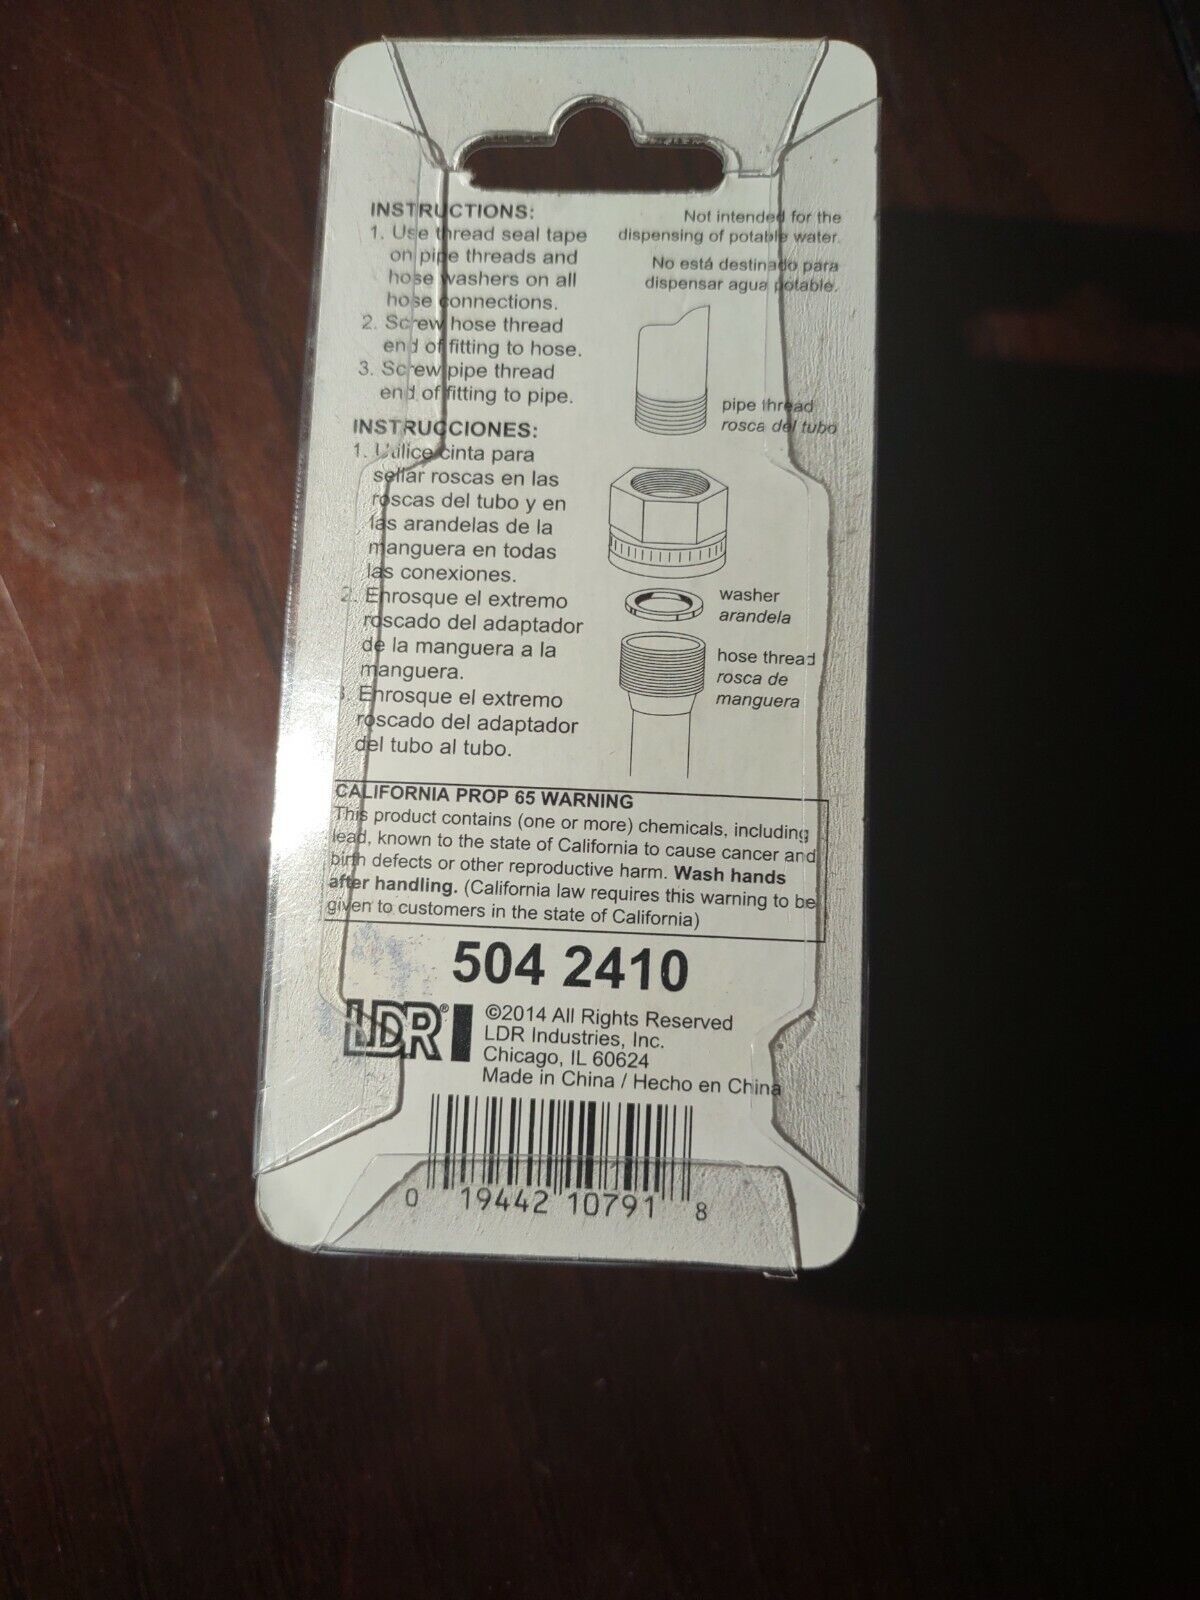 INSTRUCTIONS:
1. Use thread seal tape
on pipe threads and
hose washers on all
hose connections.
2. Screw hose thread
end of fitting to hose.
3. Screw pipe thread
end of fitting to pipe.
INSTRUCCIONES:
1. Utilice cinta para
sellar roscas en las
roscas del tubo y en
las arandelas de la
manguera en todas
las conexiones.
2. Enrosque el extremo
roscado del adaptador
de la manguera a la
manguera.
3. Enrosque el extremo
roscado del adaptador
del tubo al tubo.
Not intended for the
dispensing of potable water.
No está destinado para
dispensar agua potable.
pipe thread
rosca del tubo
washer
arandela
hose thread
rosca de
manguera
CALIFORNIA PROP 65 WARNING
This product contains (one or more) chemicals, including
lead, known to the state of California to cause cancer and
birth defects or other reproductive harm. Wash hands
after handling. (California law requires this warning to be
given to customers in the state of California)
504 2410
LDR®
©2014 All Rights Reserved
LDR Industries, Inc.
Chicago, IL 60624
Made in China / Hecho en China
0 19442 10791 8